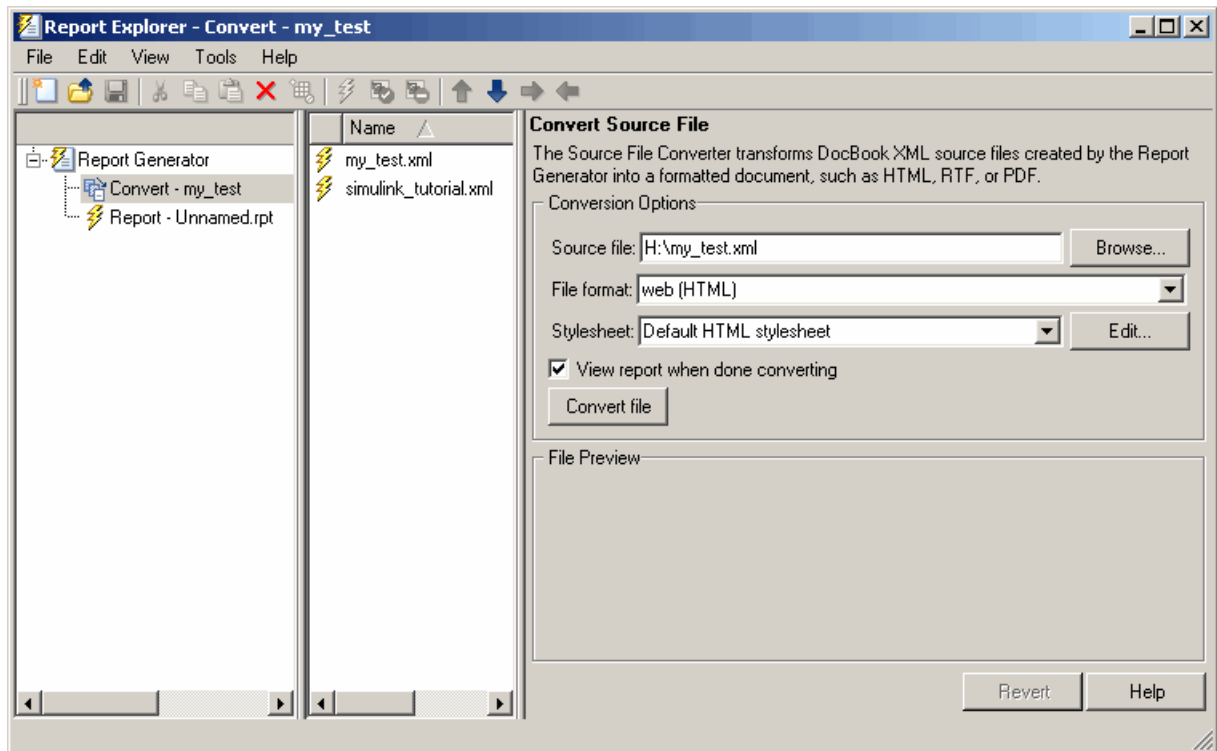 Report Explorer - Convert - my_test
File Edit View Tools Help
Name
Report Generator
Convert - my_test
Report - Unnamed.rpt
my_test.xml
simulink_tutorial.xml
Convert Source File
The Source File Converter transforms DocBook XML source files created by the Report
Generator into a formatted document, such as HTML, RTF, or PDF.
Conversion Options
Source file: H:\my_test.xml Browse...
File format: web (HTML)
Stylesheet: Default HTML stylesheet Edit...
View report when done converting
Convert file
File Preview
Revert Help